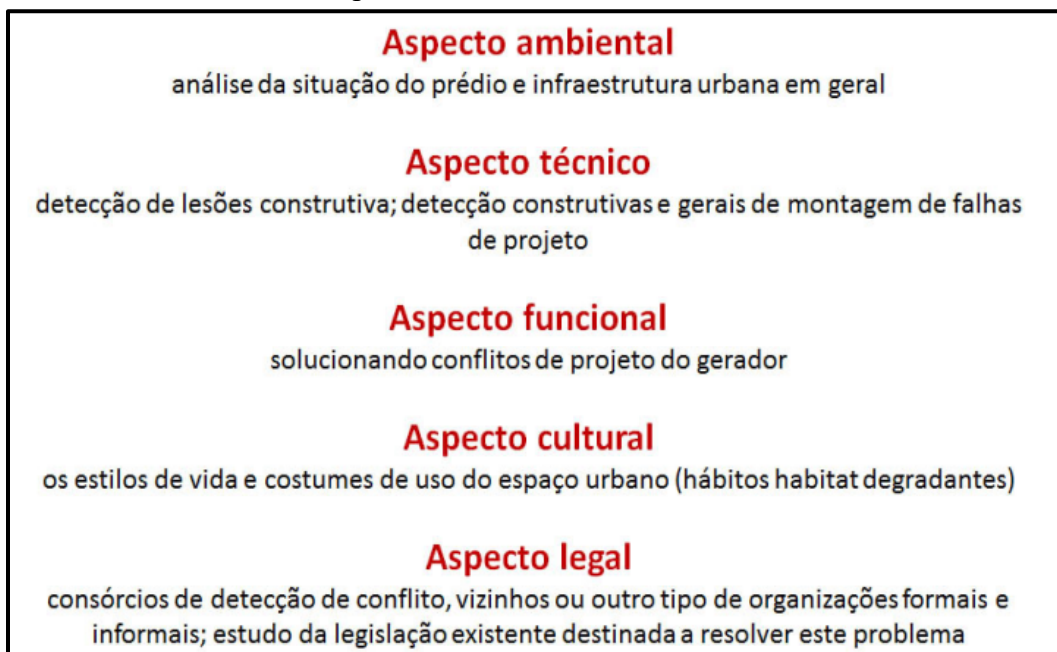 Aspecto ambiental
análise da situação do prédio e infraestrutura urbana em geral
Aspecto técnico
detecção de lesões construtiva; detecção construtivas e gerais de montagem de falhas
de projeto
Aspecto funcional
solucionando conflitos de projeto do gerador
Aspecto cultural
os estilos de vida e costumes de uso do espaço urbano (hábitos habitat degradantes)
Aspecto legal
consórcios de detecção de conflito, vizinhos ou outro tipo de organizações formais e
informais; estudo da legislação existente destinada a resolver este problema